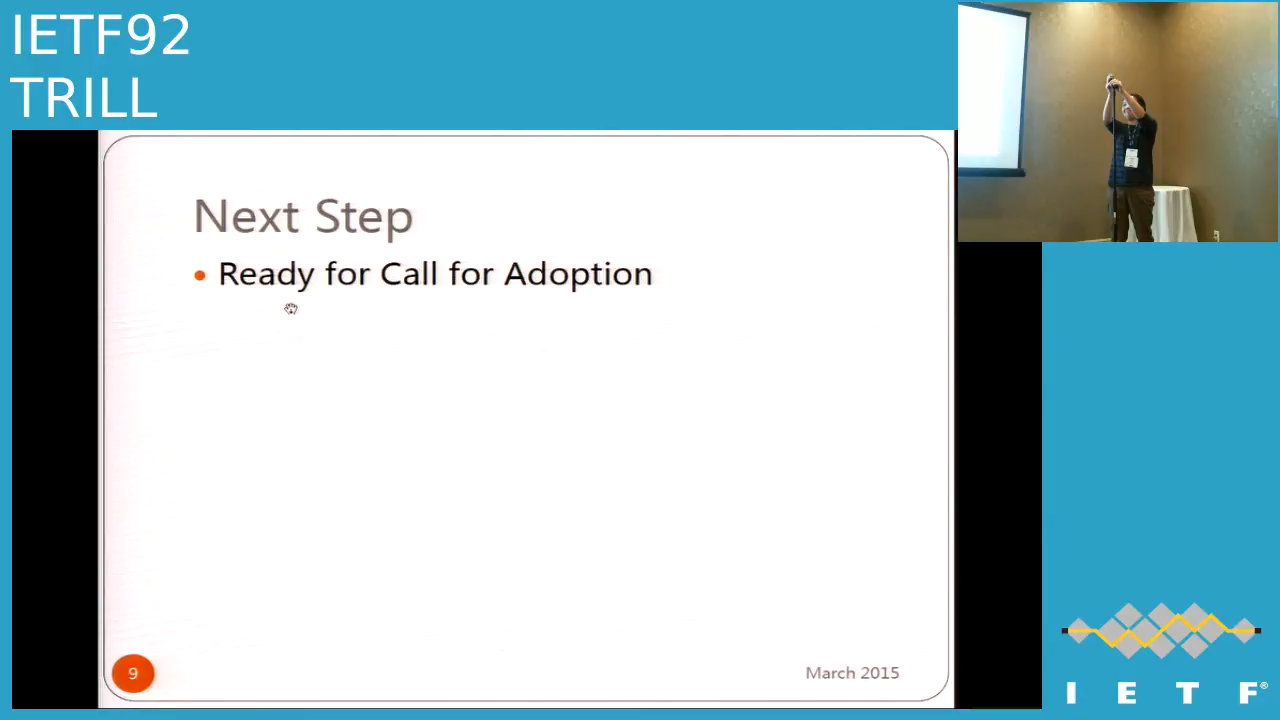 IETF92
TRILL
Next Step
• Ready for Call for Adoption
9
March 2015
I E T F®